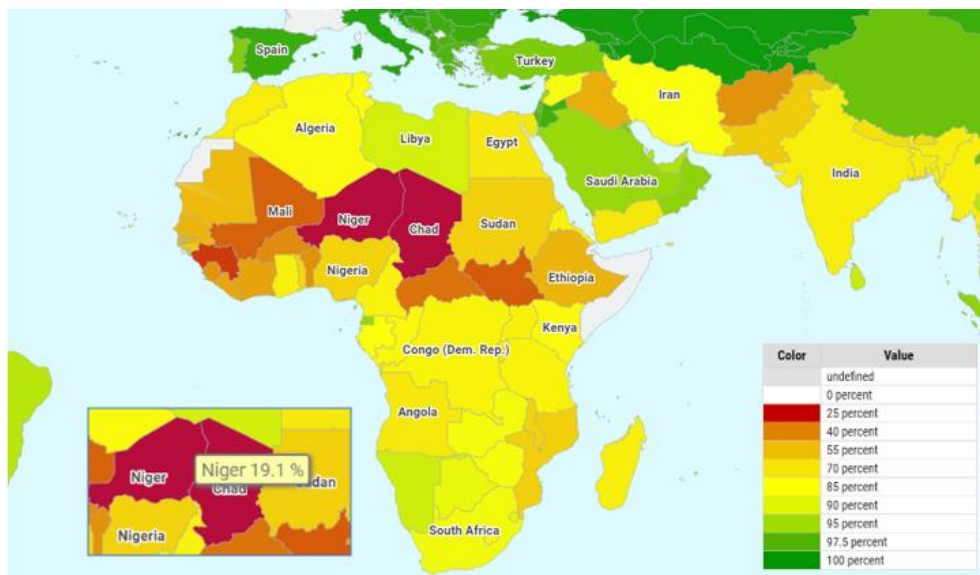 Spain
Turkey
Algeria
Libya
Egypt
Iran
Saudi Arabia
India
Mali
Niger
Chad
Sudan
Nigeria
Ethiopia
Congo (Dem. Rep.)
Kenya
Angola
South Africa
Niger
Niger 19.1 %
Chad
Sudan
Nigeria
Color Value
undefined
0 percent
25 percent
40 percent
55 percent
70 percent
85 percent
90 percent
95 percent
97.5 percent
100 percent